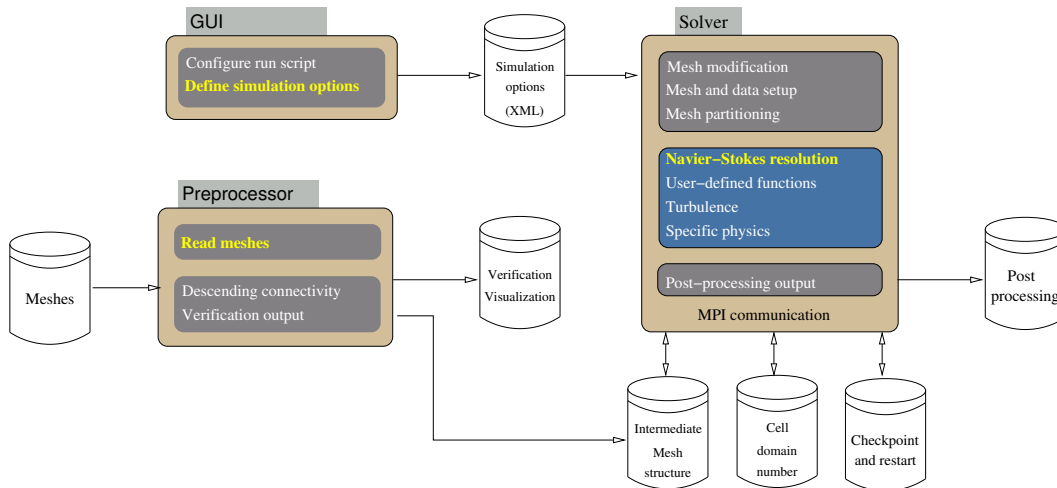 GUI
Configure run script
Define simulation options
Simulation
options
(XML)
Solver
Mesh modification
Mesh and data setup
Mesh partitioning
Navier−Stokes resolution
User−defined functions
Turbulence
Specific physics
Post−processing output
MPI communication
Preprocessor
Read meshes
Descending connectivity
Verification output
Meshes
Verification
Visualization
Post
processing
Intermediate
Mesh
structure
Cell
domain
number
Checkpoint
and restart